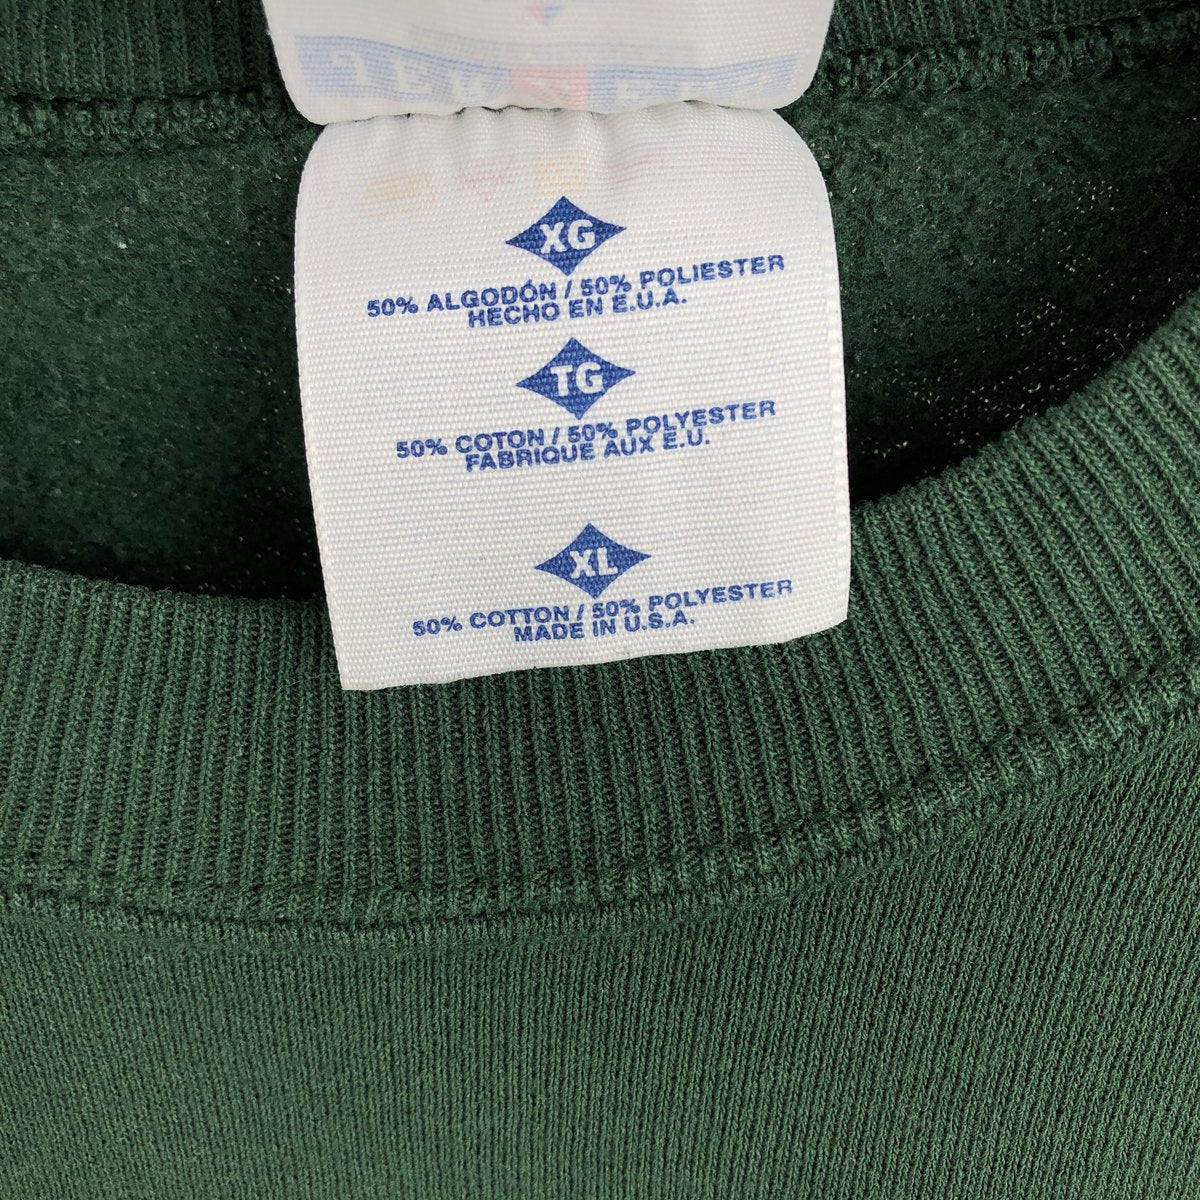 XG
50% ALGODÓN / 50% POLIESTER
HECHO EN E.U.A.
TG
50% COTON / 50% POLYESTER
FABRIQUE AUX E.U.
XL
50% COTTON / 50% POLYESTER
MADE IN U.S.A.